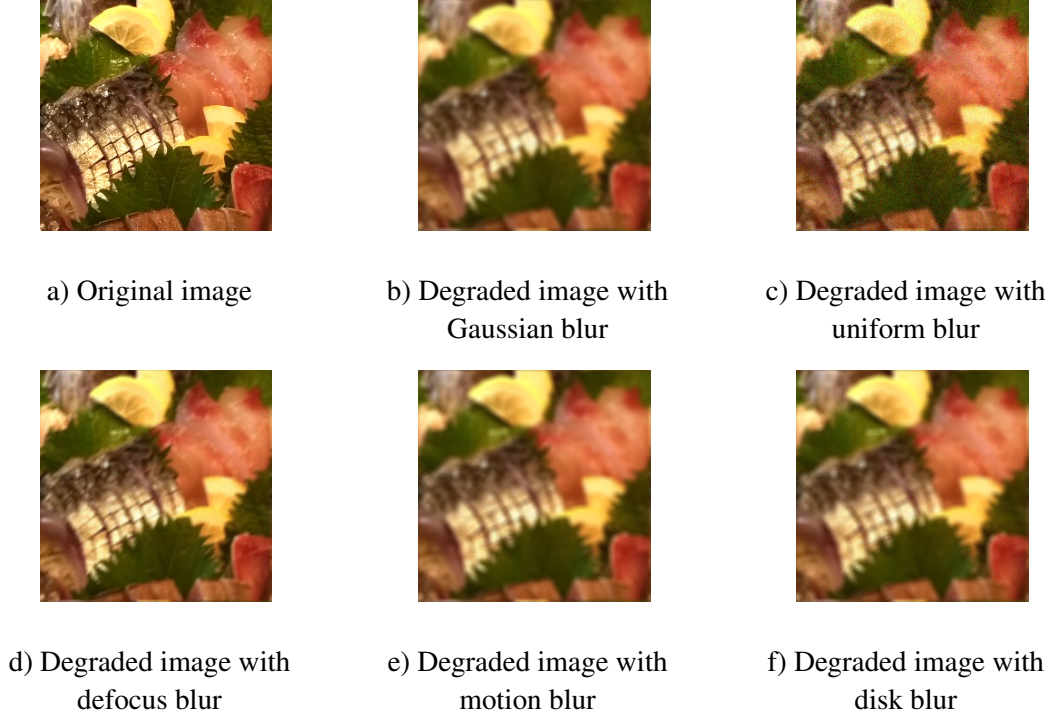 a) Original image
b) Degraded image with
Gaussian blur
c) Degraded image with
uniform blur
d) Degraded image with
defocus blur
e) Degraded image with
motion blur
f) Degraded image with
disk blur